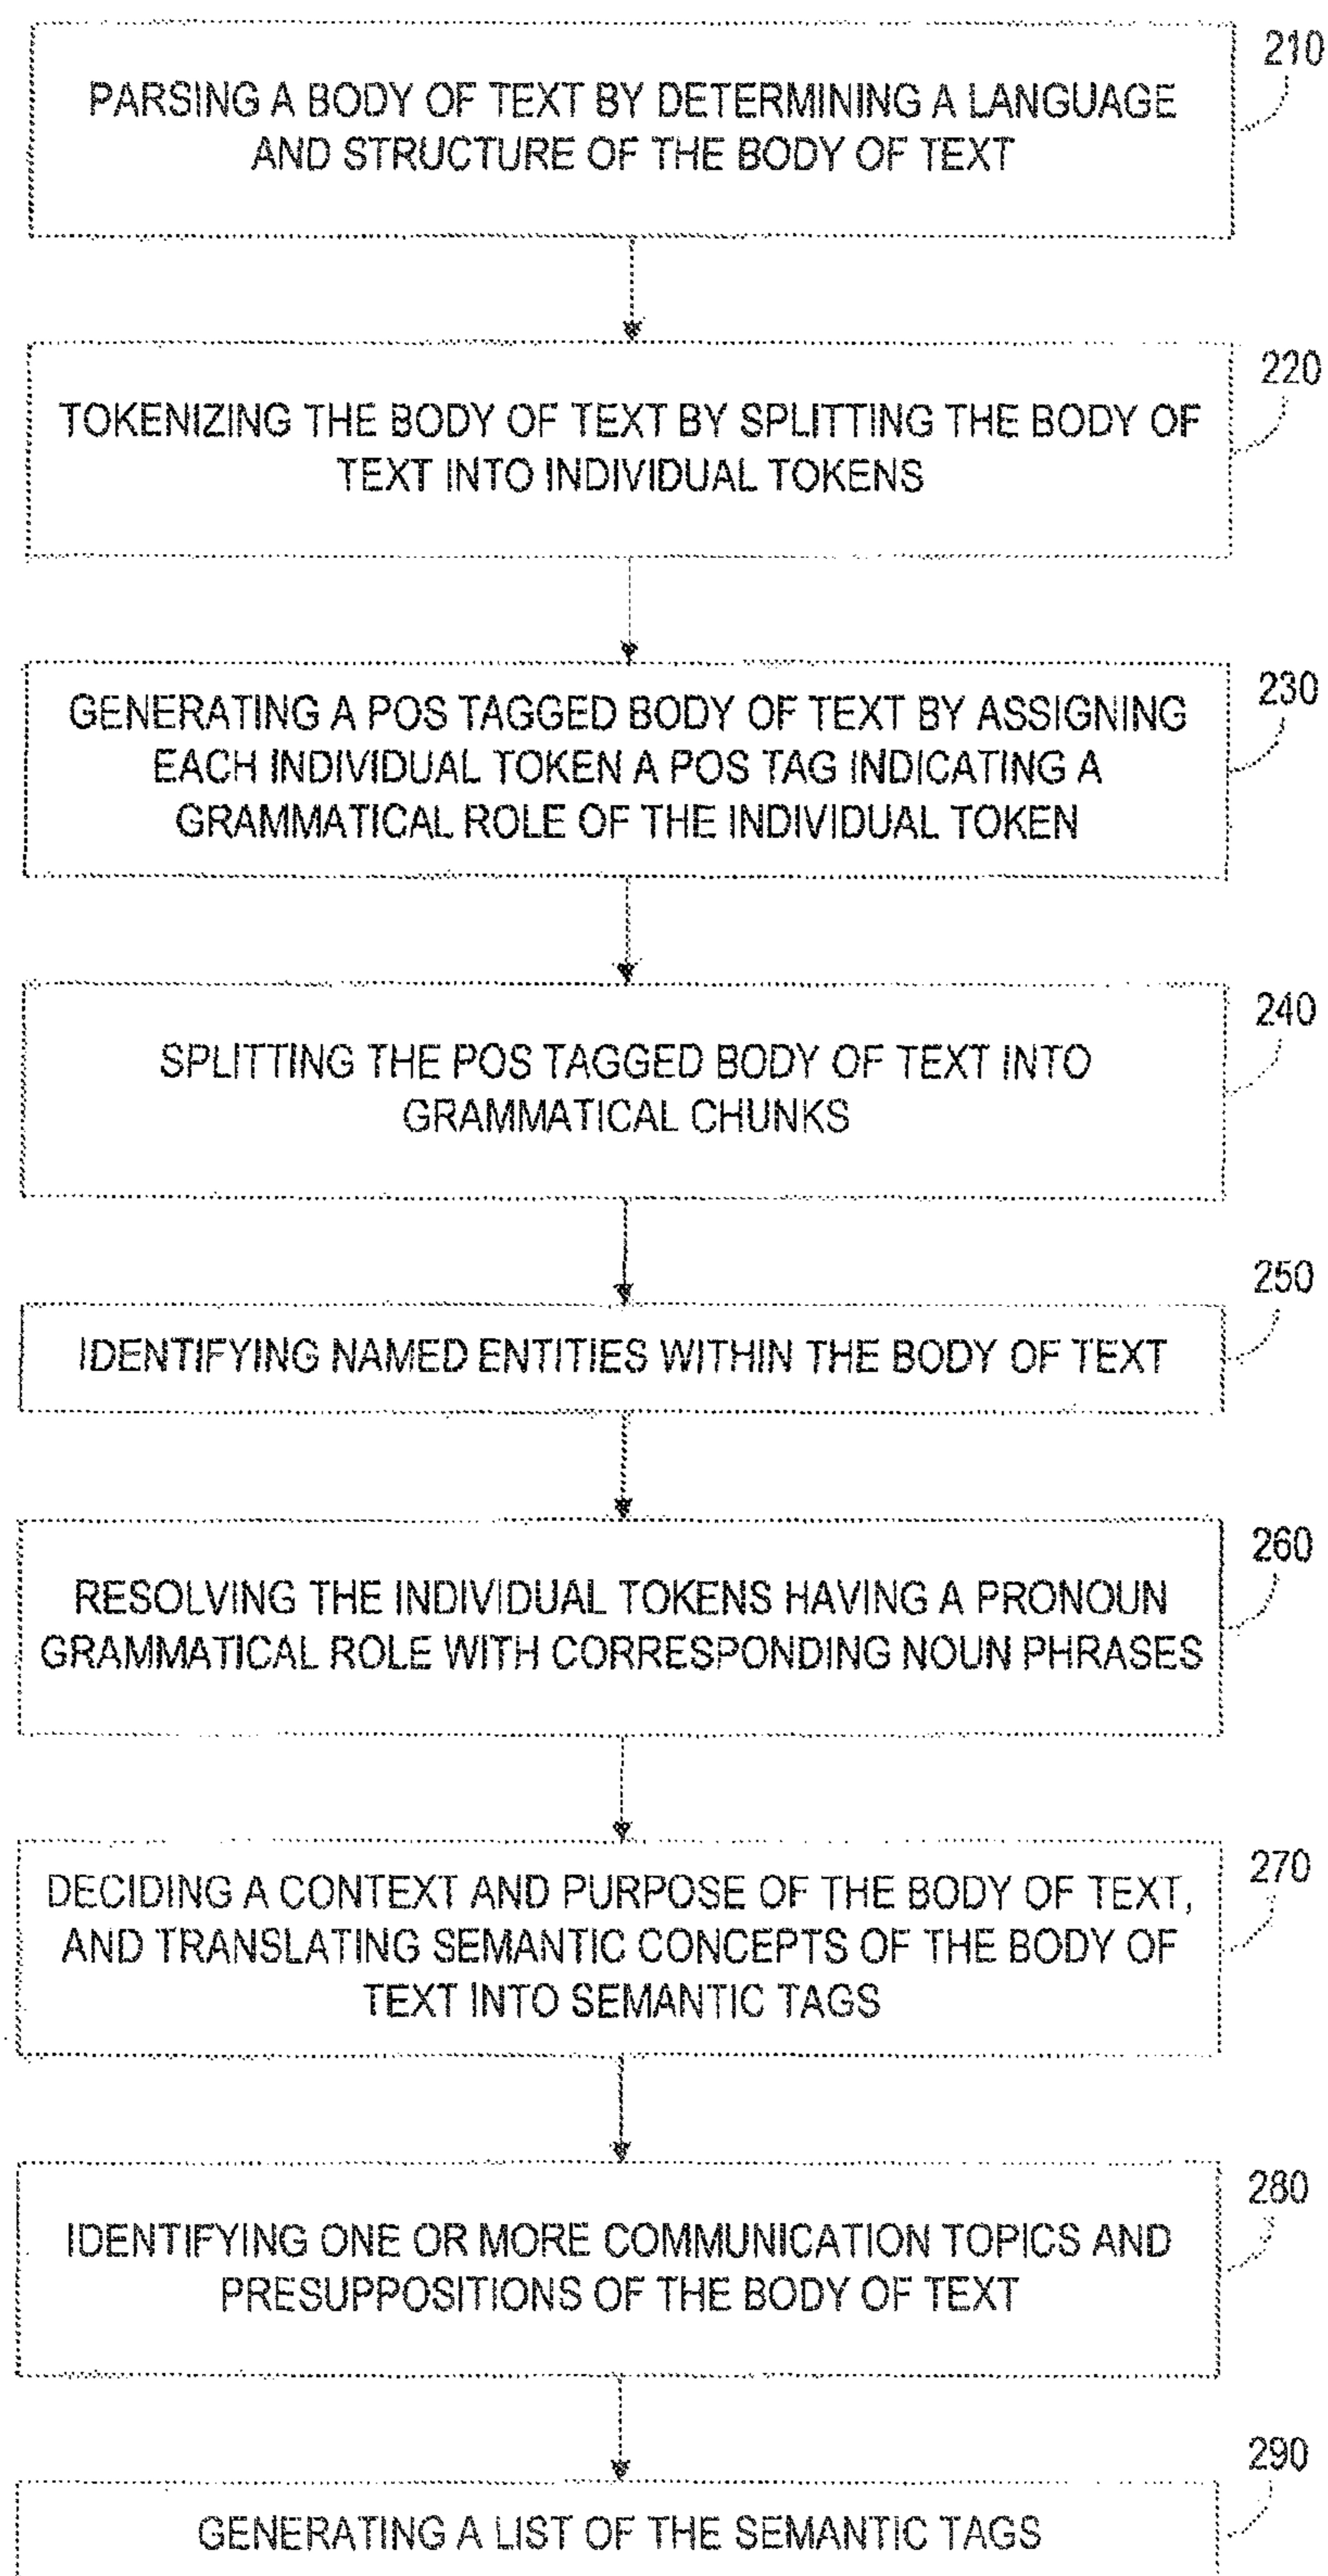 210
PARSING A BODY OF TEXT BY DETERMINING A LANGUAGE
AND STRUCTURE OF THE BODY OF TEXT
220
TOKENIZING THE BODY OF TEXT BY SPLITTING THE BODY OF
TEXT INTO INDIVIDUAL TOKENS
230
GENERATING A POS TAGGED BODY OF TEXT BY ASSIGNING
EACH INDIVIDUAL TOKEN A POS TAG INDICATING A
GRAMMATICAL ROLE OF THE INDIVIDUAL TOKEN
240
SPLITTING THE POS TAGGED BODY OF TEXT INTO
GRAMMATICAL CHUNKS
250
IDENTIFYING NAMED ENTITIES WITHIN THE BODY OF TEXT
260
RESOLVING THE INDIVIDUAL TOKENS HAVING A PRONOUN
GRAMMATICAL ROLE WITH CORRESPONDING NOUN PHRASES
270
DECIDING A CONTEXT AND PURPOSE OF THE BODY OF TEXT,
AND TRANSLATING SEMANTIC CONCEPTS OF THE BODY OF
TEXT INTO SEMANTIC TAGS
280
IDENTIFYING ONE OR MORE COMMUNICATION TOPICS AND
PRESUPPOSITIONS OF THE BODY OF TEXT
290
GENERATING A LIST OF THE SEMANTIC TAGS